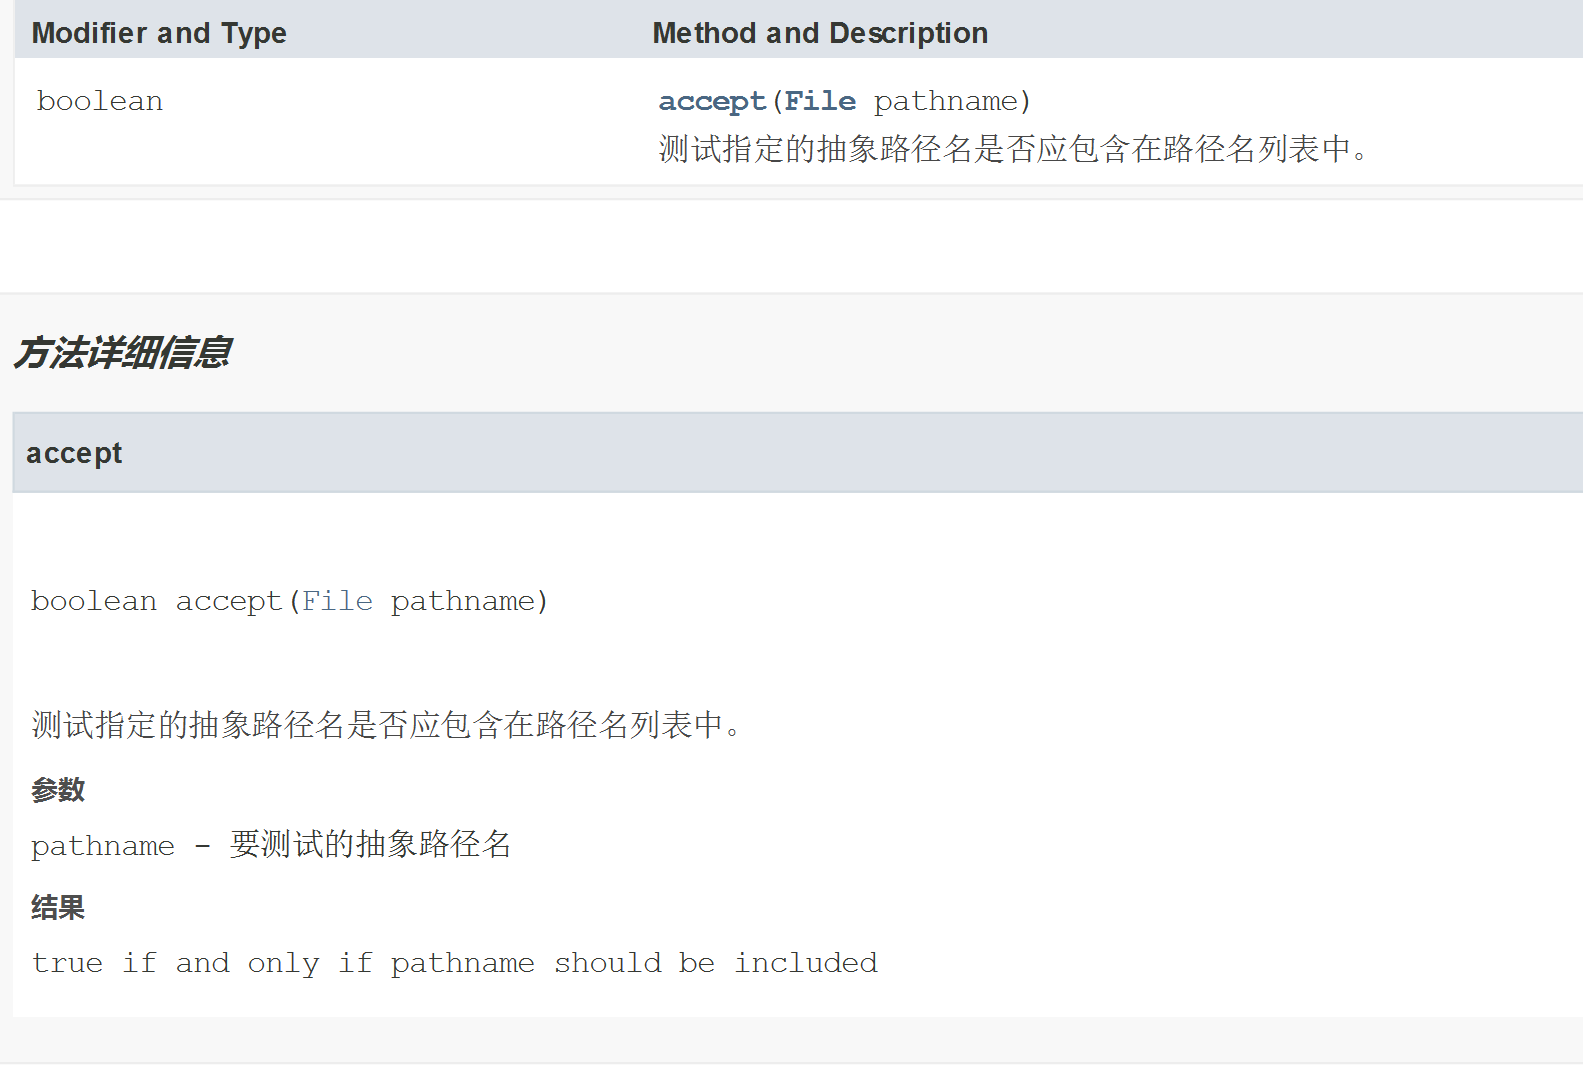 Modifier and Type Method and Description
boolean accept(File pathname)
测试指定的抽象路径名是否应包含在路径名列表中。
方法详细信息
accept
boolean accept(File pathname)
测试指定的抽象路径名是否应包含在路径名列表中。
参数
pathname - 要测试的抽象路径名
结果
true if and only if pathname should be included